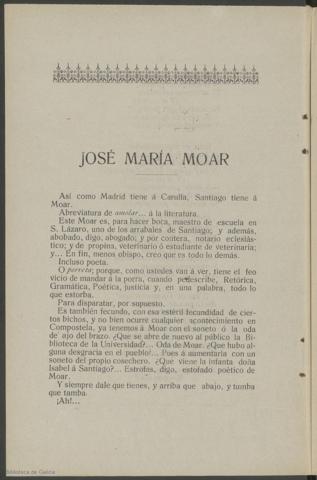 JOSÉ MARÍA MOAR
Así como Madrid tiene á Carulla, Santiago tiene á
Moar.
Abreviatura de amolar... á la literatura.
Este Moar es, para hacer boca, maestro de escuela en
S. Lázaro, uno de los arrabales de Santiago; y además,
abobado, digo, abogado; y por contera, notario eclesiás-
tico; y de propina, veterinario ó estudiante de veterinaria;
y... En fin, menos obispo, creo que es todo lo demás.
Incluso poeta.
O porreta; porque, como ustedes van á ver, tiene el feo
vicio de mandar á la porra, cuando escribe, Retórica,
Gramática, Poética, justicia y, en una palabra, todo lo
que estorba.
Para disparatar, por supuesto.
Es también fecundo, con esa estéril fecundidad de cier-
tos bichos, y no bien ocurre cualquier acontecimiento en
Compostela, ya tenemos á Moar con el soneto ó la oda
de ajo del brazo. ¿Que se abre de nuevo al público la Bi-
blioteca de la Universidad?... Oda de Moar. ¿Que hubo al-
guna desgracia en el pueblo?... Pues á aumentarla con un
soneto del propio cosechero. ¿Que viene la infanta doña
Isabel á Santiago?... Estrofas, digo, estofado poético de
Moar.
Y siempre dale que tienes, y arriba que abajo, y tumba
que tamba.
¡Ah!...
Biblioteca de Galicia